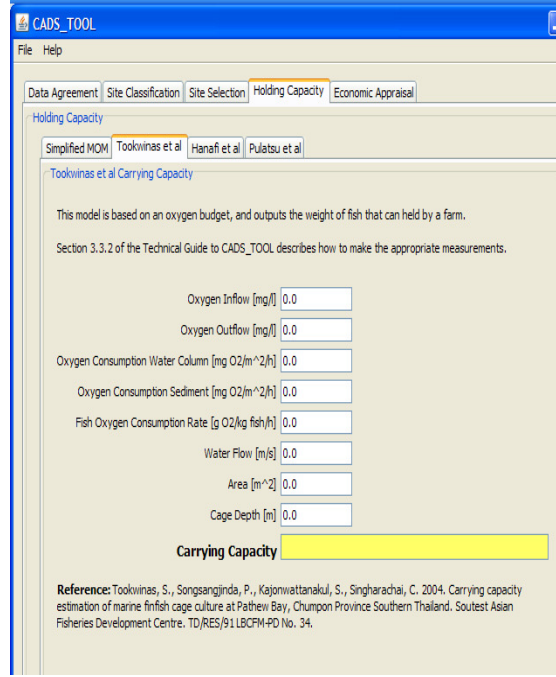 CADS_TOOL
File Help
Data Agreement Site Classification Site Selection Holding Capacity Economic Appraisal
Holding Capacity
Simplified MOM Tookwinas et al Hanafi et al Pulatsu et al
Tookwinas et al Carrying Capacity
This model is based on an oxygen budget, and outputs the weight of fish that can held by a farm.
Section 3.3.2 of the Technical Guide to CADS_TOOL describes how to make the appropriate measurements.
Oxygen Inflow [mg/l] 0.0
Oxygen Outflow [mg/l] 0.0
Oxygen Consumption Water Column [mg O2/m^2/h] 0.0
Oxygen Consumption Sediment [mg O2/m^2/h] 0.0
Fish Oxygen Consumption Rate [g O2/kg fish/h] 0.0
Water Flow [m/s] 0.0
Area [m^2] 0.0
Cage Depth [m] 0.0
Carrying Capacity
Reference: Tookwinas, S., Songsangjinda, P., Kajonwattanakul, S., Singharachai, C. 2004. Carrying capacity
estimation of marine finfish cage culture at Pathew Bay, Chumpon Province Southern Thailand. Soutest Asian
Fisheries Development Centre. TD/RES/91 LBCFM-PD No. 34.